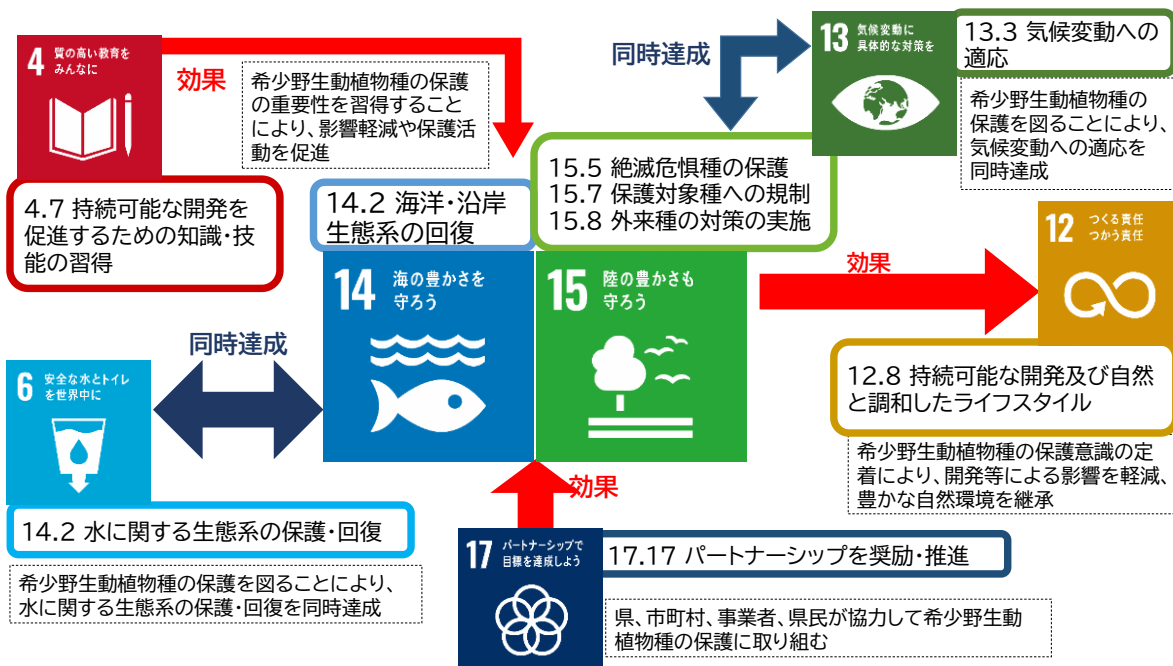 4 質の高い教育を
みんなに
効果
希少野生動植物種の保護
の重要性を習得すること
により、影響軽減や保護活
動を促進
4.7 持続可能な開発を
促進するための知識・技
能の習得
同時達成
13 気候変動に
具体的な対策を
13.3 気候変動への
適応
希少野生動植物種の
保護を図ることにより、
気候変動への適応を
同時達成
14.2 海洋・沿岸
生態系の回復
15.5 絶滅危惧種の保護
15.7 保護対象種への規制
15.8 外来種の対策の実施
14 海の豊かさを
守ろう
15 陸の豊かさも
守ろう
効果
12 つくる責任
つかう責任
12.8 持続可能な開発及び自然
と調和したライフスタイル
希少野生動植物種の保護意識の定
着により、開発等による影響を軽減、
豊かな自然環境を継承
同時達成
6 安全な水とトイレ
を世界中に
14.2 水に関する生態系の保護・回復
希少野生動植物種の保護を図ることにより、
水に関する生態系の保護・回復を同時達成
効果
17 パートナーシップで
目標を達成しよう
17.17 パートナーシップを奨励・推進
県、市町村、事業者、県民が協力して希少野生動
植物種の保護に取り組む